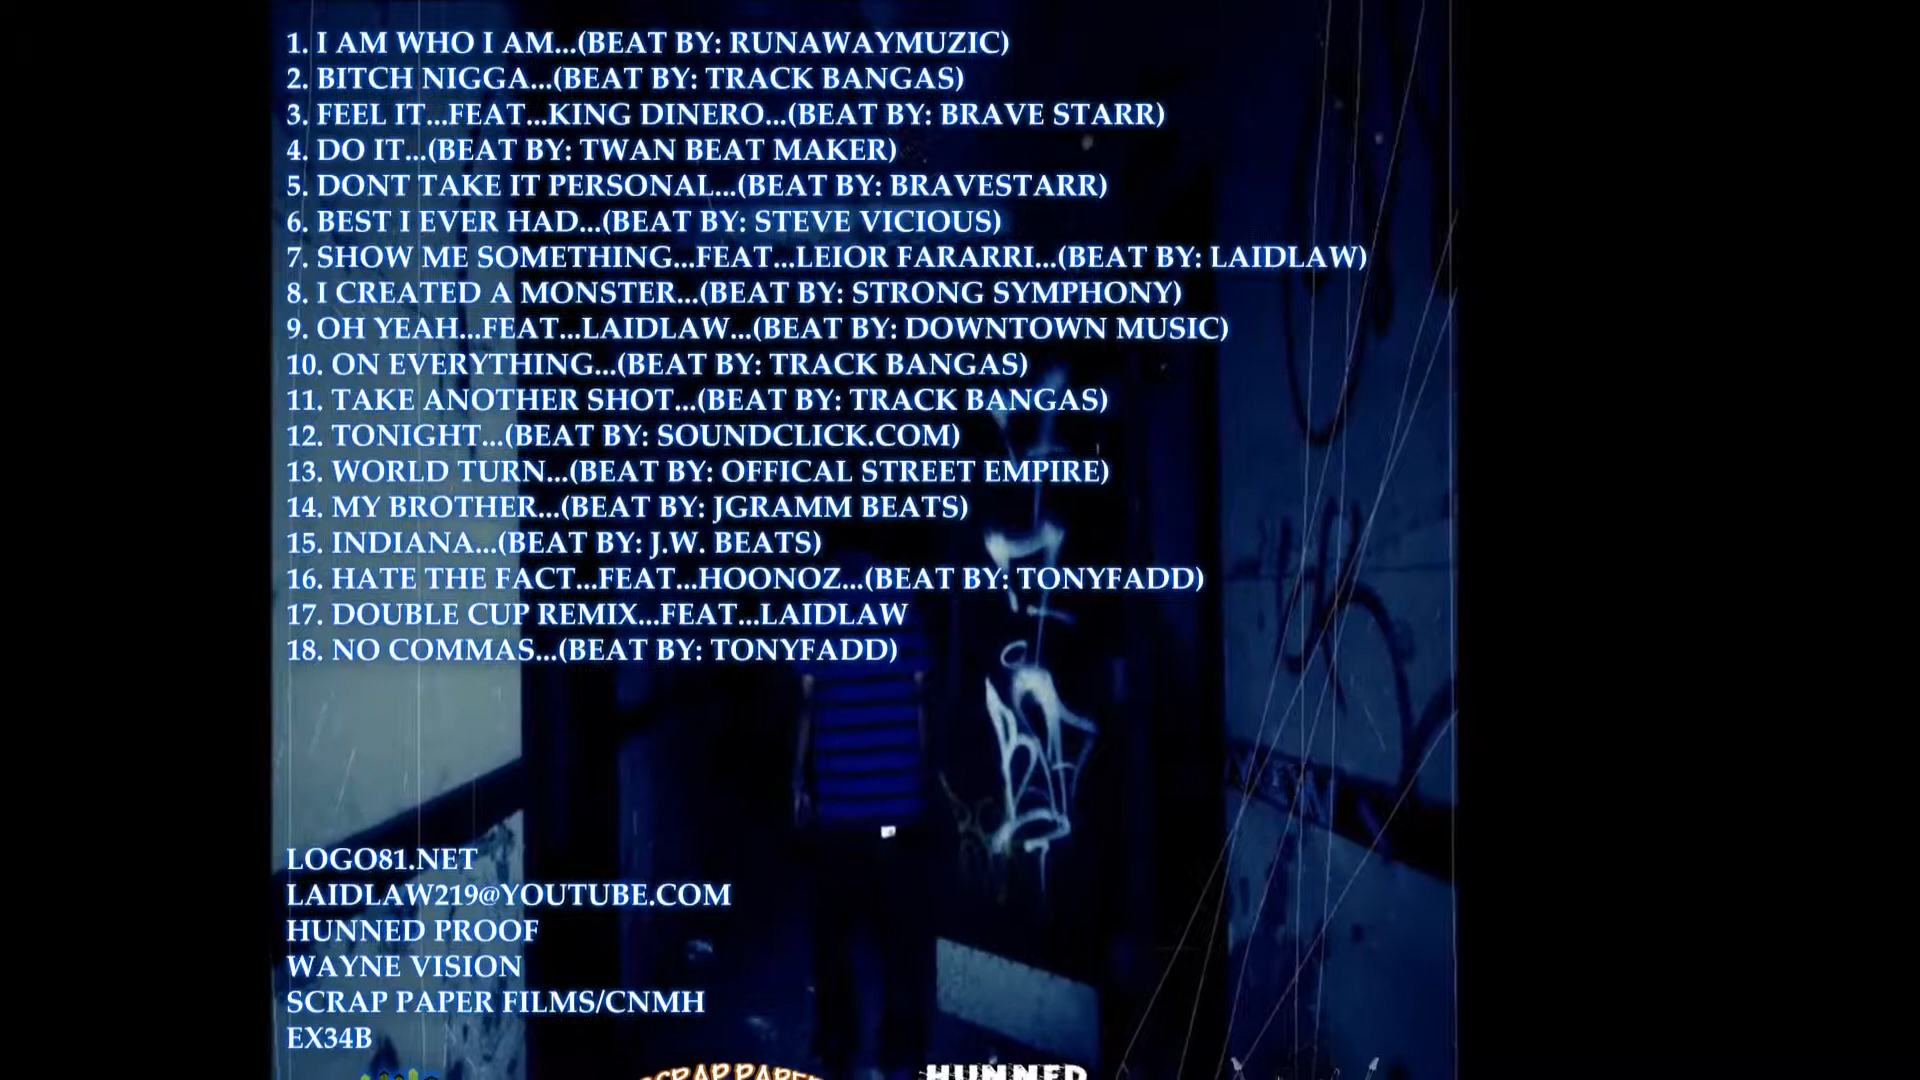 1. I AM WHO I AM...(BEAT BY: RUNAWAYMUZIC)
2. BITCH NIGGA...(BEAT BY: TRACK BANGAS)
3. FEEL IT...FEAT...KING DINERO...(BEAT BY: BRAVE STARR)
4. DO IT...(BEAT BY: TWAN BEAT MAKER)
5. DONT TAKE IT PERSONAL...(BEAT BY: BRAVESTARR)
6. BEST I EVER HAD...(BEAT BY: STEVE VICIOUS)
7. SHOW ME SOMETHING...FEAT...LEIOR FARARRI...(BEAT BY: LAIDLAW)
8. I CREATED A MONSTER...(BEAT BY: STRONG SYMPHONY)
9. OH YEAH...FEAT...LAIDLAW...(BEAT BY: DOWNTOWN MUSIC)
10. ON EVERYTHING...(BEAT BY: TRACK BANGAS)
11. TAKE ANOTHER SHOT...(BEAT BY: TRACK BANGAS)
12. TONIGHT...(BEAT BY: SOUNDCLICK.COM)
13. WORLD TURN...(BEAT BY: OFFICAL STREET EMPIRE)
14. MY BROTHER...(BEAT BY: JGRAMM BEATS)
15. INDIANA...(BEAT BY: J.W. BEATS)
16. HATE THE FACT...FEAT...HOONOZ...(BEAT BY: TONYFADD)
17. DOUBLE CUP REMIX...FEAT...LAIDLAW
18. NO COMMAS...(BEAT BY: TONYFADD)
LOGO81.NET
LAIDLAW219@YOUTUBE.COM
HUNNED PROOF
WAYNE VISION
SCRAP PAPER FILMS/CNMH
EX34B
SCRAP PAPER
HUNNED